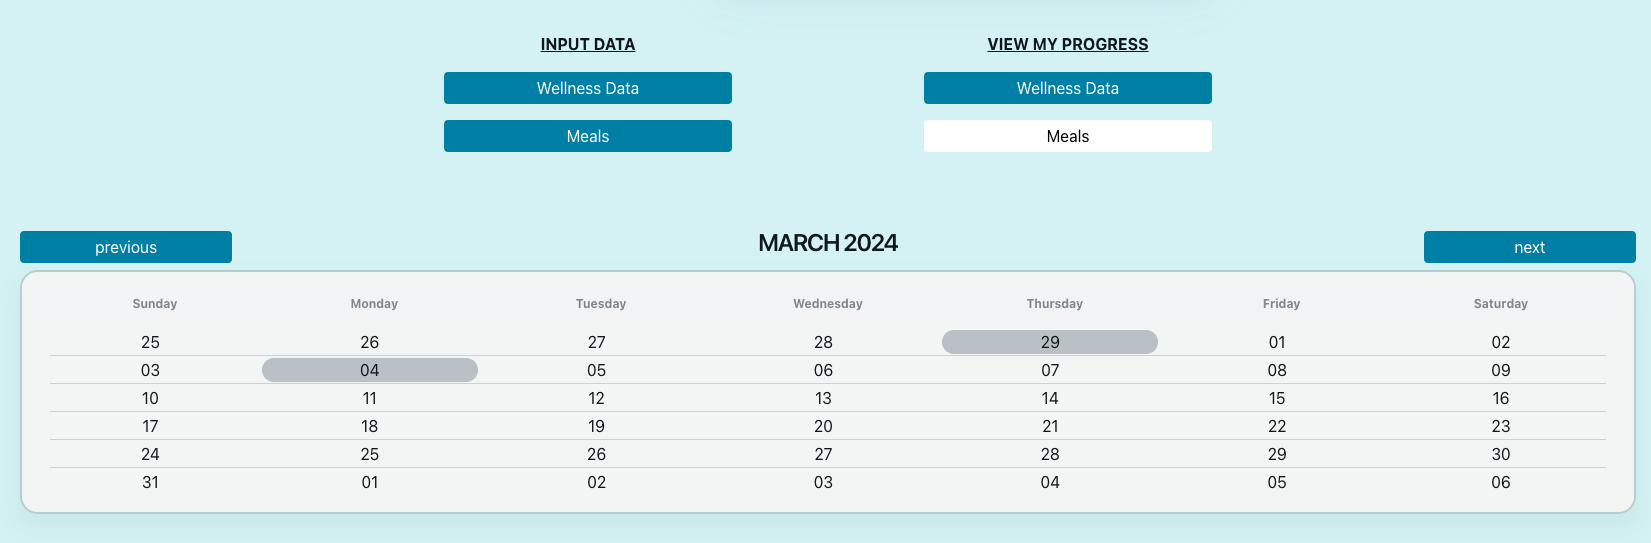 INPUT DATA VIEW MY PROGRESS
Wellness Data Wellness Data
Meals Meals
previous MARCH 2024 next
Sunday Monday Tuesday Wednesday Thursday Friday Saturday
25 26 27 28 29 01 02
03 04 05 06 07 08 09
10 11 12 13 14 15 16
17 18 19 20 21 22 23
24 25 26 27 28 29 30
31 01 02 03 04 05 06